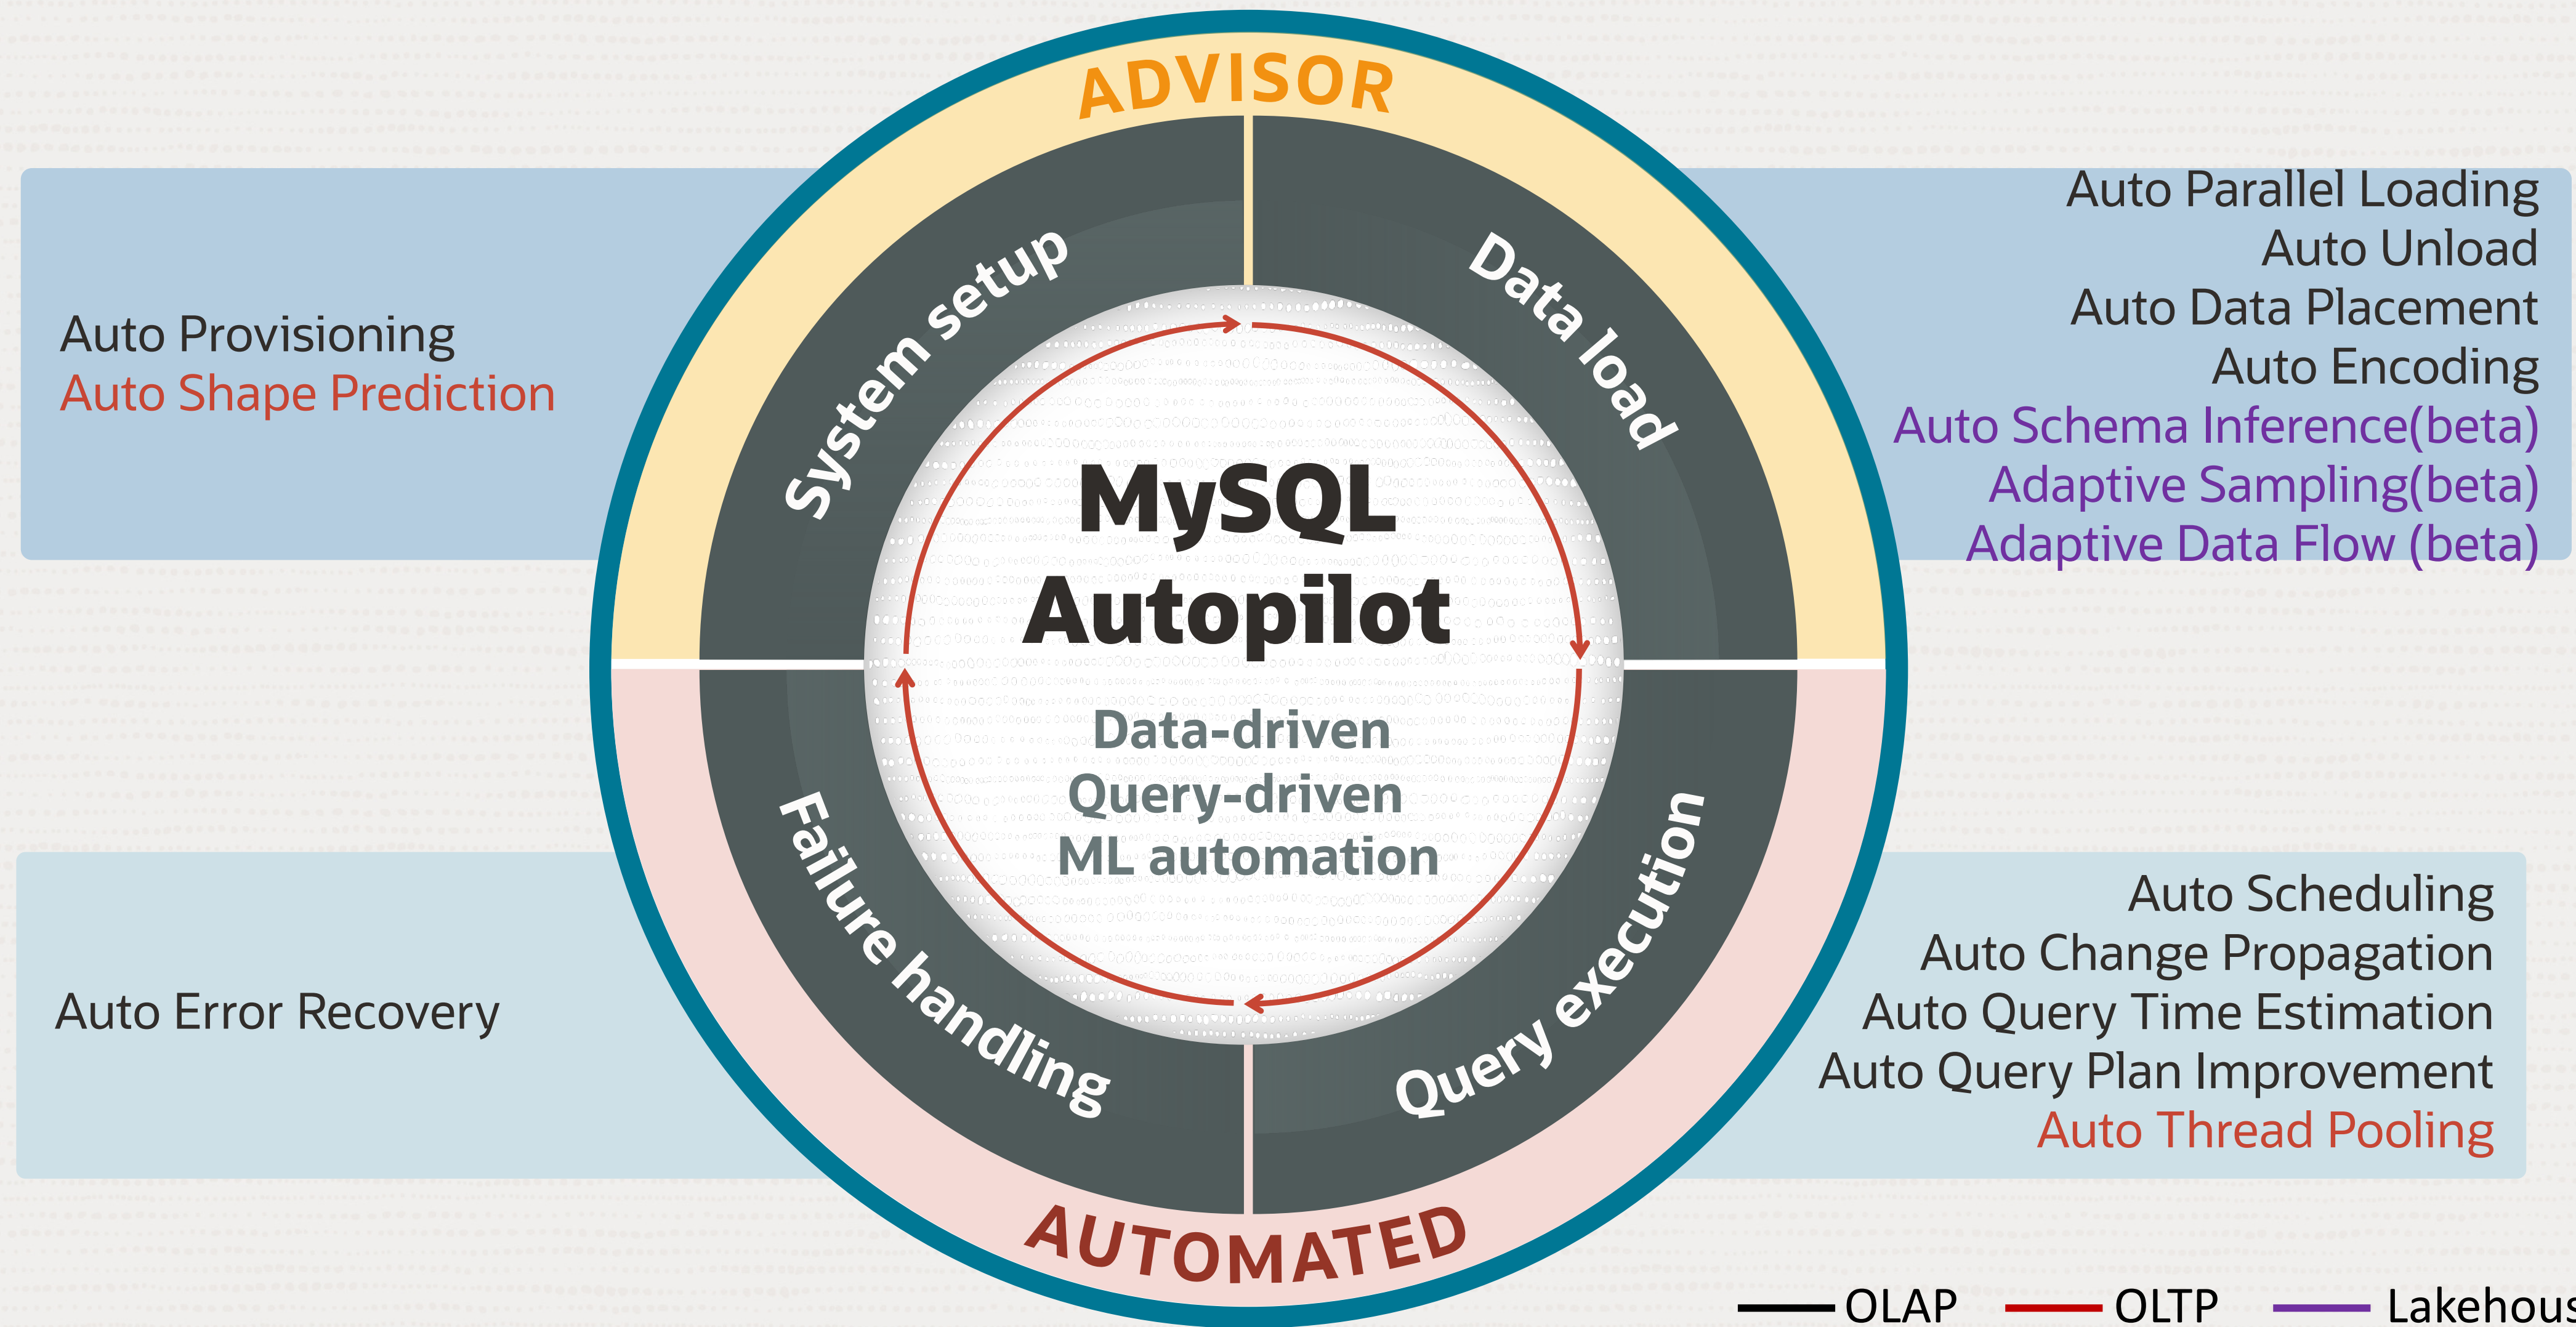 ADVISOR
System setup
Data load
Auto Provisioning
Auto Shape Prediction
Auto Parallel Loading
Auto Unload
Auto Data Placement
Auto Encoding
Auto Schema Inference(beta)
Adaptive Sampling(beta)
Adaptive Data Flow (beta)
MySQL
Autopilot
Data-driven
Query-driven
ML automation
Failure handling
Query execution
Auto Error Recovery
Auto Scheduling
Auto Change Propagation
Auto Query Time Estimation
Auto Query Plan Improvement
Auto Thread Pooling
AUTOMATED
OLAP OLTP Lakehous